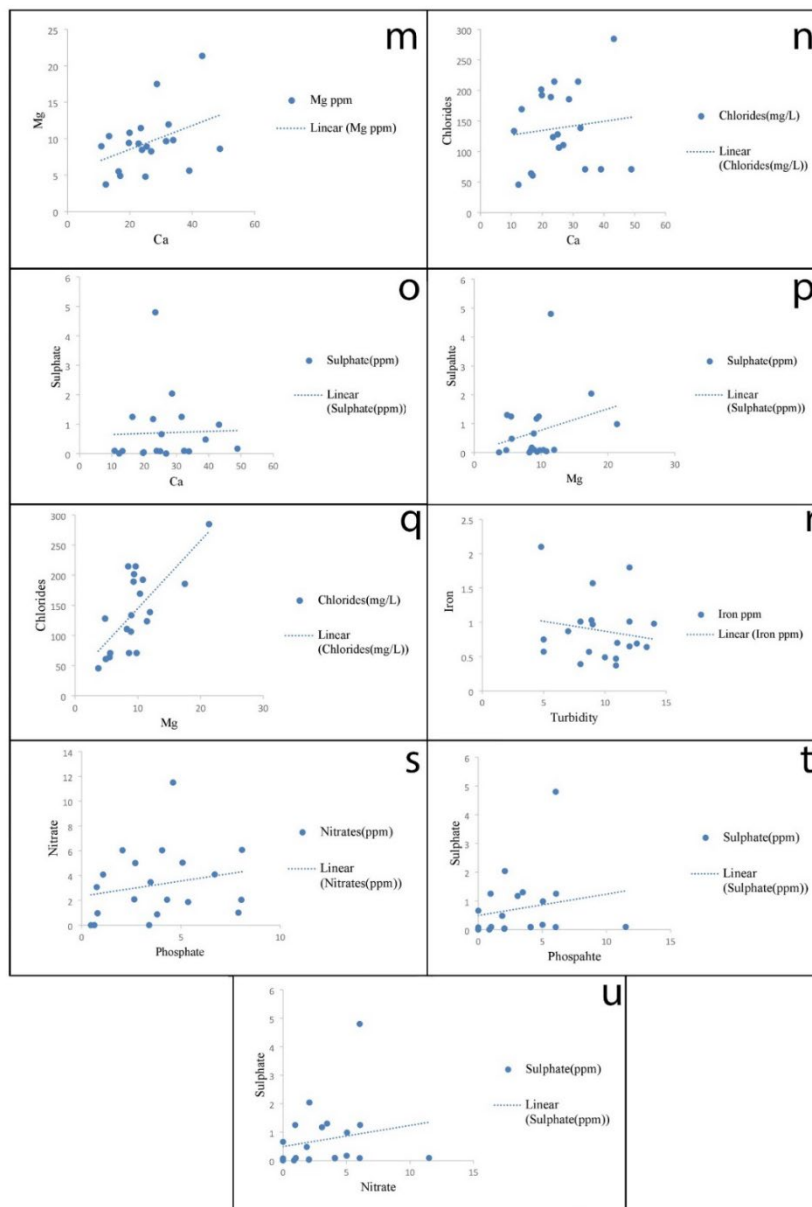 m
25
20
15
10
5
0
Mg
0 20 40 60
Ca
Mg ppm
Linear (Mg ppm)
n
300
250
200
150
100
50
0
Chlorides
0 10 20 30 40 50 60
Ca
Chlorides(mg/L)
Linear
(Chlorides(mg/L))
o
6
5
4
3
2
1
0
Sulphate
0 10 20 30 40 50 60
Ca
Sulphate(ppm)
Linear
(Sulphate(ppm))
p
6
5
4
3
2
1
0
Sulpahte
0 10 20 30
Mg
Sulphate(ppm)
Linear
(Sulphate(ppm))
q
300
250
200
150
100
50
0
Chlorides
0 10 20 30
Mg
Chlorides(mg/L)
Linear
(Chlorides(mg/L))
r
2.5
2
1.5
1
0.5
0
Iron
0 5 10 15
Turbidity
Iron ppm
Linear (Iron ppm)
s
14
12
10
8
6
4
2
0
Nitrate
0 5 10
Phosphate
Nitrates(ppm)
Linear
(Nitrates(ppm))
t
6
5
4
3
2
1
0
Sulphate
0 5 10 15
Phospahte
Sulphate(ppm)
Linear
(Sulphate(ppm))
u
6
5
4
3
2
1
0
Sulphate
0 5 10 15
Nitrate
Sulphate(ppm)
Linear
(Sulphate(ppm))